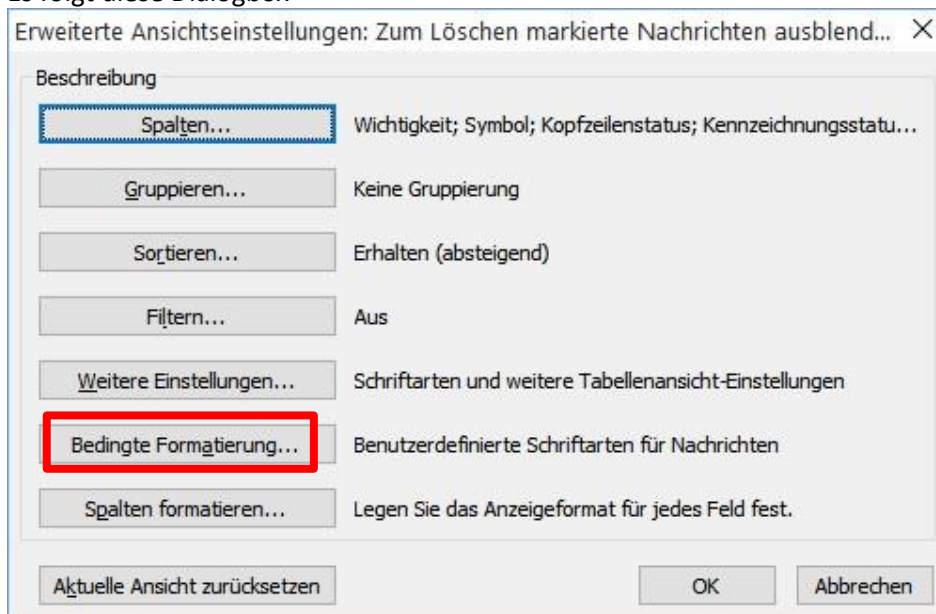 Erweiterte Ansichtseinstellungen: Zum Löschen markierte Nachrichten ausblend...
Beschreibung
Spalten... Wichtigkeit; Symbol; Kopfzeilenstatus; Kennzeichnungsstatu...
Gruppieren... Keine Gruppierung
Sortieren... Erhalten (absteigend)
Filtern... Aus
Weitere Einstellungen... Schriftarten und weitere Tabellenansicht-Einstellungen
Bedingte Formatierung... Benutzerdefinierte Schriftarten für Nachrichten
Spalten formatieren... Legen Sie das Anzeigeformat für jedes Feld fest.
Aktuelle Ansicht zurücksetzen OK Abbrechen